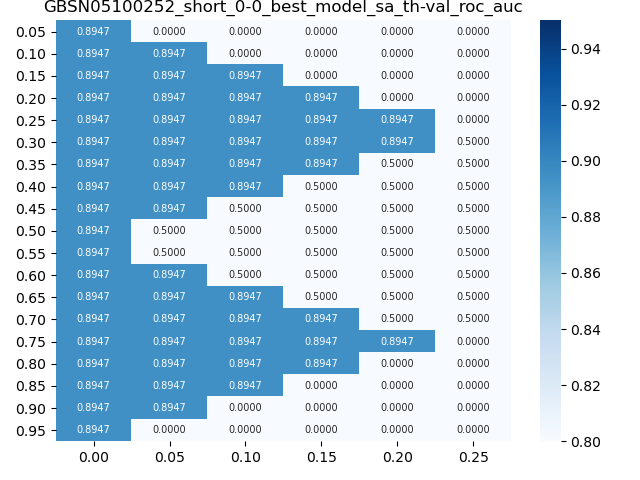 GBSN05100252_short_0-0_best_model_sa_th-val_roc_auc
0.05 0.8947 0.0000 0.0000 0.0000 0.0000 0.0000
0.10 0.8947 0.8947 0.0000 0.0000 0.0000 0.0000
0.15 0.8947 0.8947 0.8947 0.0000 0.0000 0.0000
0.20 0.8947 0.8947 0.8947 0.8947 0.0000 0.0000
0.25 0.8947 0.8947 0.8947 0.8947 0.8947 0.0000
0.30 0.8947 0.8947 0.8947 0.8947 0.8947 0.5000
0.35 0.8947 0.8947 0.8947 0.8947 0.5000 0.5000
0.40 0.8947 0.8947 0.8947 0.5000 0.5000 0.5000
0.45 0.8947 0.8947 0.5000 0.5000 0.5000 0.5000
0.50 0.8947 0.5000 0.5000 0.5000 0.5000 0.5000
0.55 0.8947 0.5000 0.5000 0.5000 0.5000 0.5000
0.60 0.8947 0.8947 0.5000 0.5000 0.5000 0.5000
0.65 0.8947 0.8947 0.8947 0.5000 0.5000 0.5000
0.70 0.8947 0.8947 0.8947 0.8947 0.5000 0.5000
0.75 0.8947 0.8947 0.8947 0.8947 0.8947 0.0000
0.80 0.8947 0.8947 0.8947 0.8947 0.0000 0.0000
0.85 0.8947 0.8947 0.8947 0.0000 0.0000 0.0000
0.90 0.8947 0.8947 0.0000 0.0000 0.0000 0.0000
0.95 0.8947 0.0000 0.0000 0.0000 0.0000 0.0000
0.00 0.05 0.10 0.15 0.20 0.25
0.94
0.92
0.90
0.88
0.86
0.84
0.82
0.80